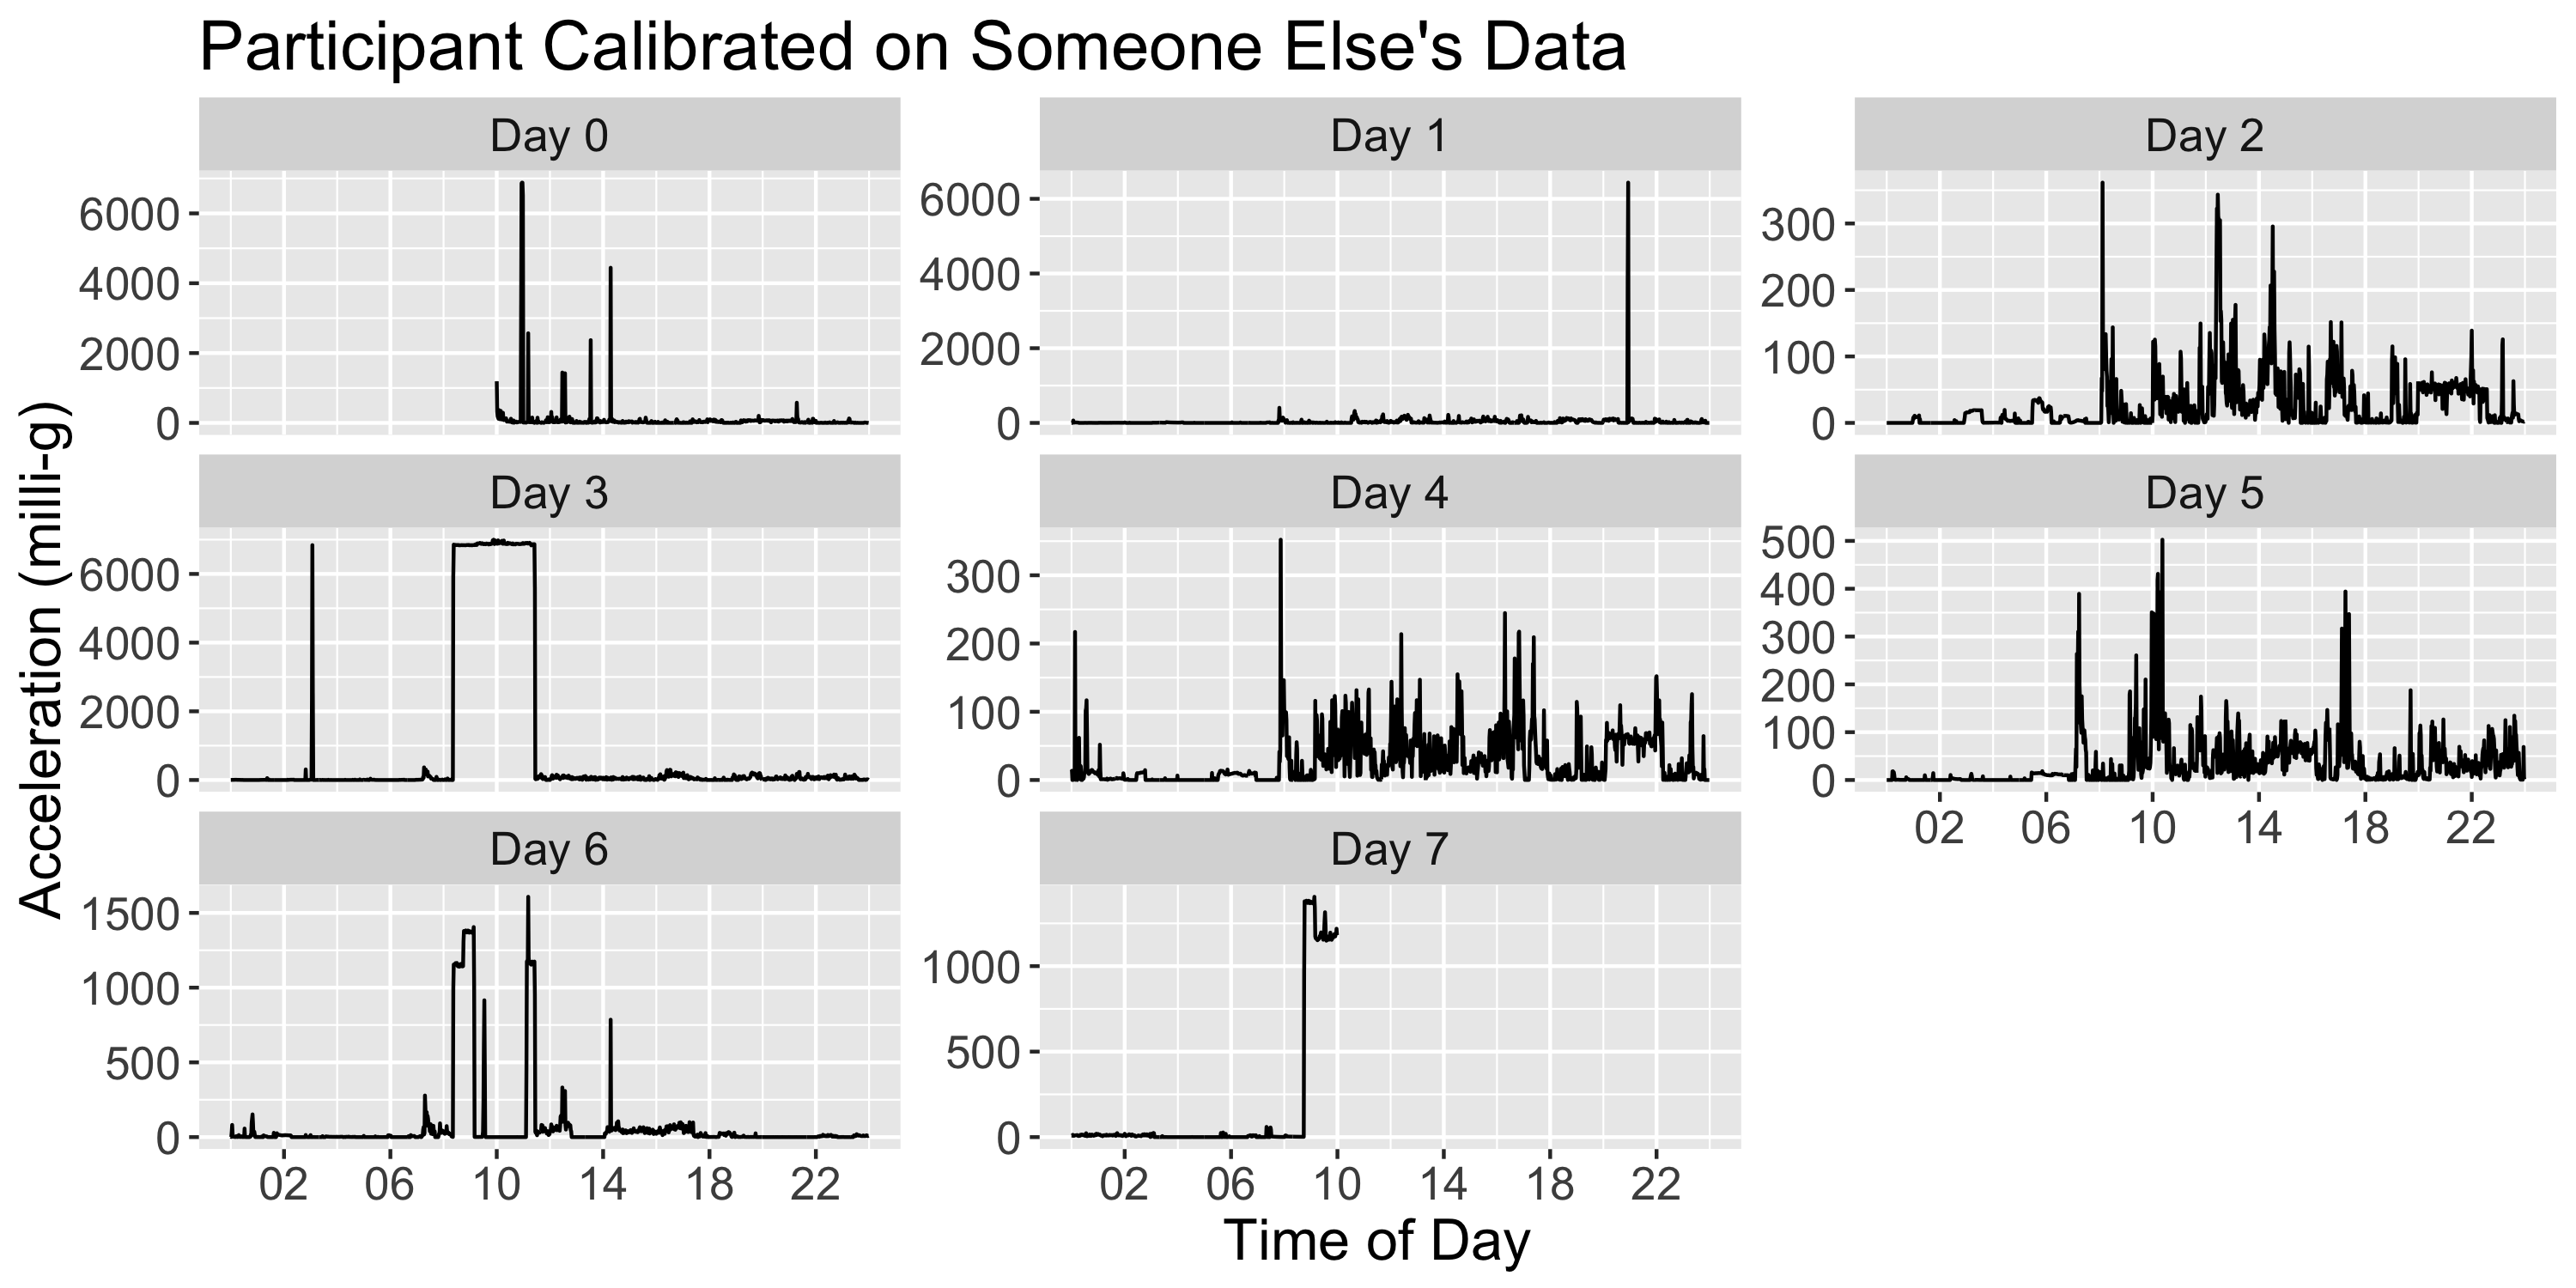 Participant Calibrated on Someone Else's Data
Day 0
Day 1
Day 2
6000
4000
2000
0
6000
4000
2000
0
300
200
100
0
Day 3
Day 4
Day 5
6000
4000
2000
0
300
200
100
0
500
400
300
200
100
0
02 06 10 14 18 22
Day 6
Day 7
1500
1000
500
0
1000
500
0
02 06 10 14 18 22
02 06 10 14 18 22
Acceleration (milli-g)
Time of Day